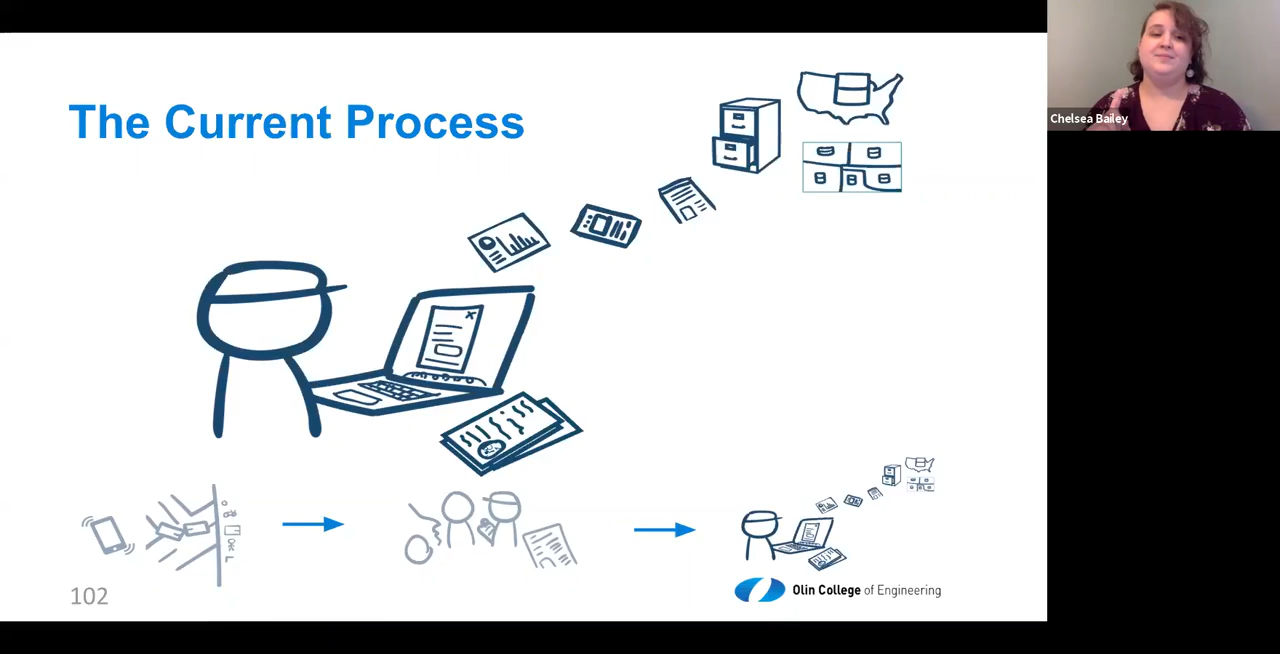 The Current Process
Chelsea Bailey
102
Olin College of Engineering